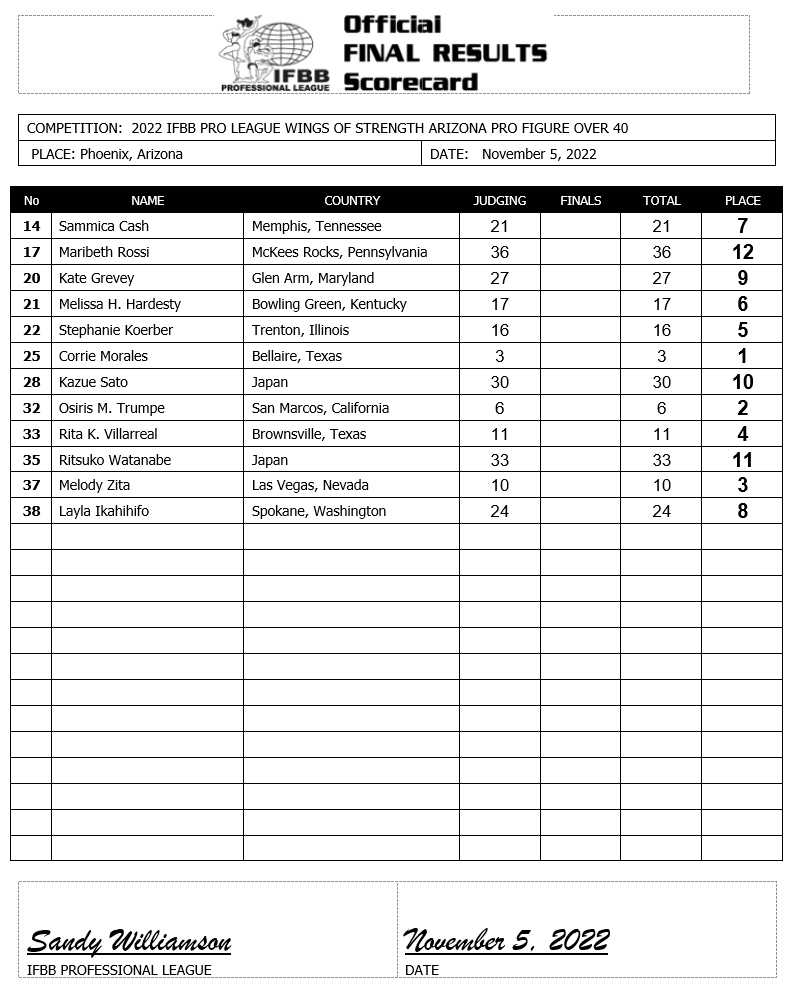 Official
FINAL RESULTS
Scorecard
IFBB
PROFESSIONAL LEAGUE
COMPETITION: 2022 IFBB PRO LEAGUE WINGS OF STRENGTH ARIZONA PRO FIGURE OVER 40
PLACE: Phoenix, Arizona DATE: November 5, 2022
No NAME COUNTRY JUDGING FINALS TOTAL PLACE
14 Sammica Cash Memphis, Tennessee 21 21 7
17 Maribeth Rossi McKees Rocks, Pennsylvania 36 36 12
20 Kate Grevey Glen Arm, Maryland 27 27 9
21 Melissa H. Hardesty Bowling Green, Kentucky 17 17 6
22 Stephanie Koerber Trenton, Illinois 16 16 5
25 Corrie Morales Bellaire, Texas 3 3 1
28 Kazue Sato Japan 30 30 10
32 Osiris M. Trumpe San Marcos, California 6 6 2
33 Rita K. Villarreal Brownsville, Texas 11 11 4
35 Ritsuko Watanabe Japan 33 33 11
37 Melody Zita Las Vegas, Nevada 10 10 3
38 Layla Ikahihifo Spokane, Washington 24 24 8
Sandy Williamson November 5, 2022
IFBB PROFESSIONAL LEAGUE DATE